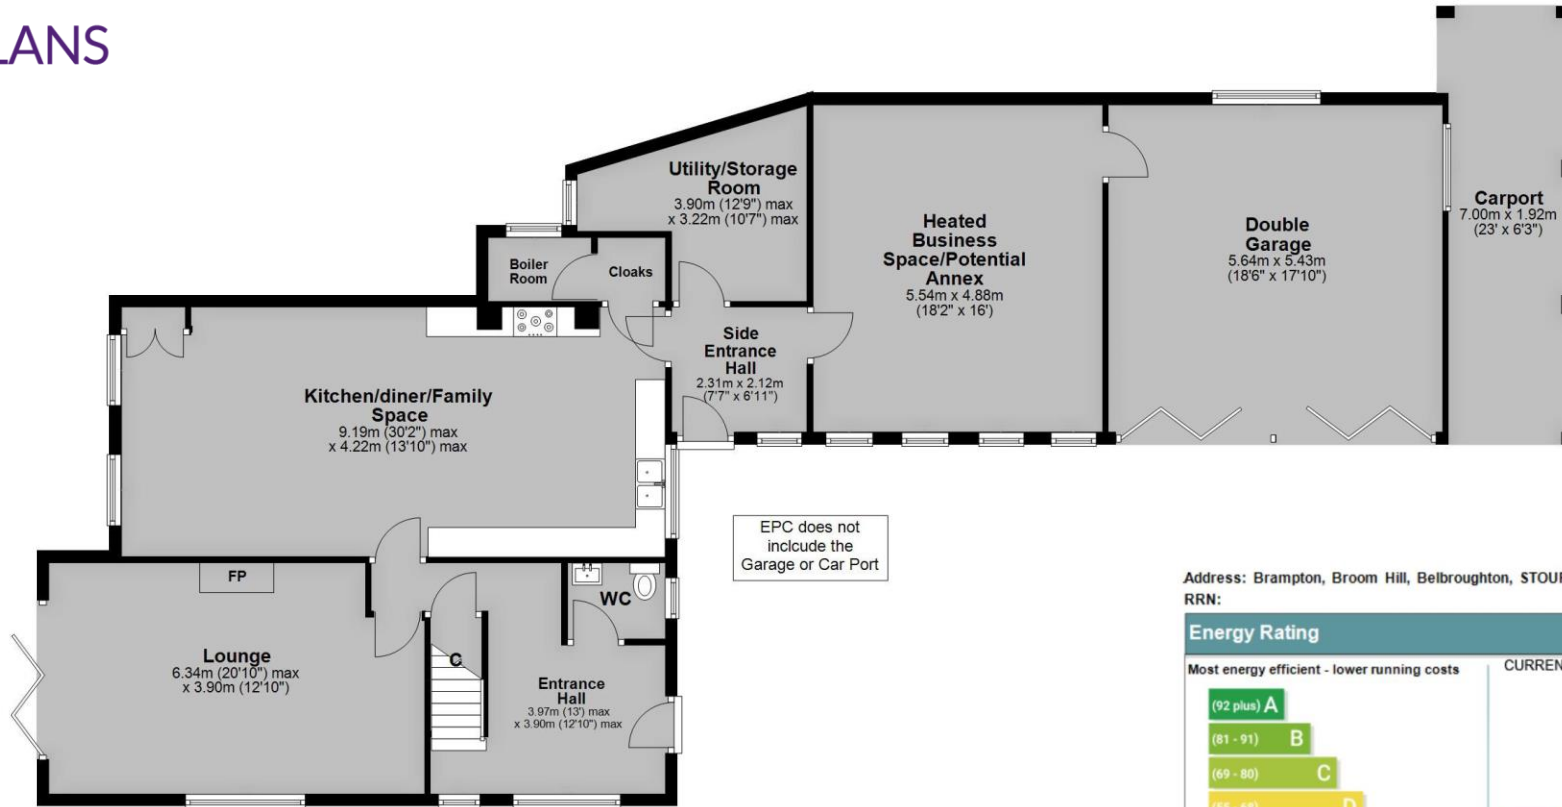 LANS
Utility/Storage
Room
3.90m (12'9") max
x 3.22m (10'7") max
Boiler
Room
Cloaks
Heated
Business
Space/Potential
Annex
5.54m x 4.88m
(18'2" x 16')
Double
Garage
5.64m x 5.43m
(18'6" x 17'10")
Carport
7.00m x 1.92m
(23' x 6'3")
Side
Entrance
Hall
2.31m x 2.12m
(7'7" x 6'11")
Kitchen/diner/Family
Space
9.19m (30'2") max
x 4.22m (13'10") max
EPC does not
inclcude the
Garage or Car Port
FP
WC
Lounge
6.34m (20'10") max
x 3.90m (12'10")
C
Entrance
Hall
3.97m (13') max
x 3.90m (12'10") max
Address: Brampton, Broom Hill, Belbroughton, STOU
RRN:
Energy Rating
Most energy efficient - lower running costs
CURREN
(92 plus) A
(81 - 91) B
(69 - 80) C
D